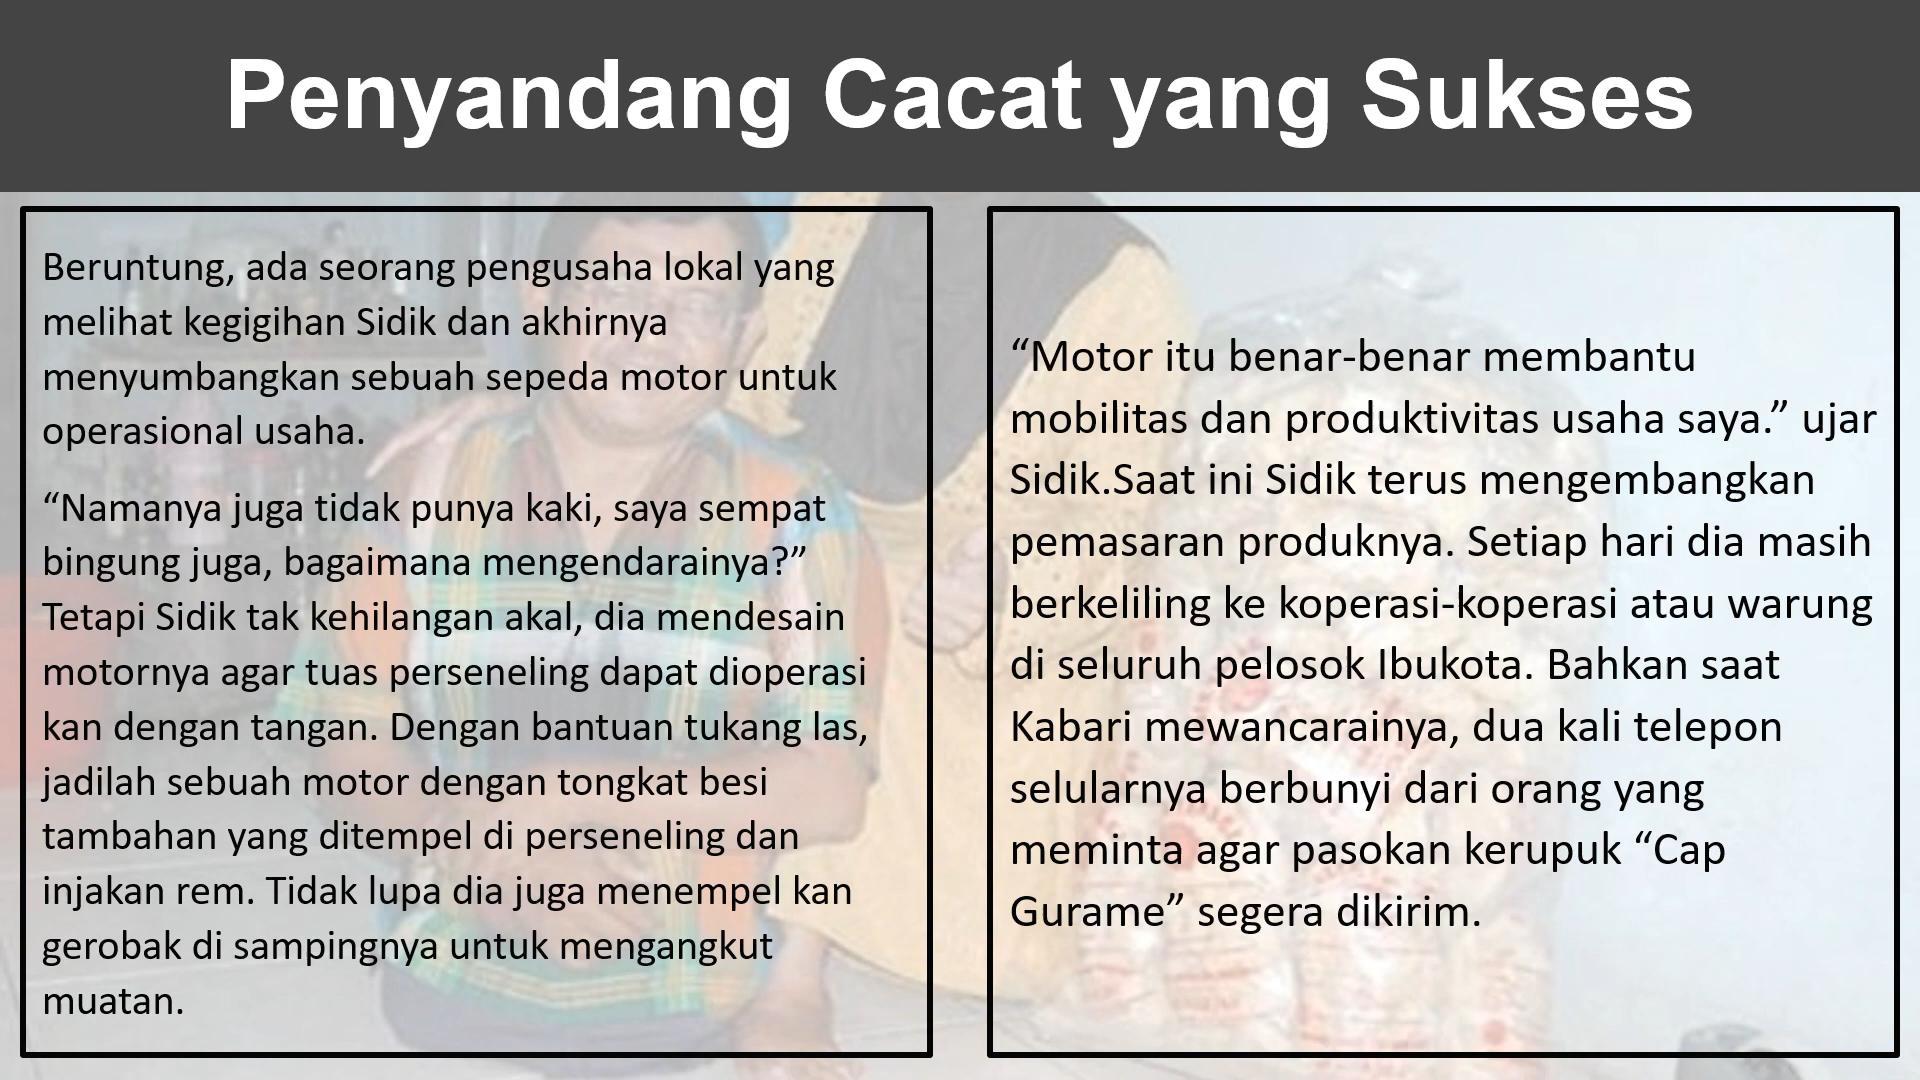 Penyandang Cacat yang Sukses
Beruntung, ada seorang pengusaha lokal yang
melihat kegigihan Sidik dan akhirnya
menyumbangkan sebuah sepeda motor untuk
operasional usaha.
“Namanya juga tidak punya kaki, saya sempat
bingung juga, bagaimana mengendarainya?”
Tetapi Sidik tak kehilangan akal, dia mendesain
motornya agar tuas perseneling dapat dioperasi
kan dengan tangan. Dengan bantuan tukang las,
jadilah sebuah motor dengan tongkat besi
tambahan yang ditempel di perseneling dan
injakan rem. Tidak lupa dia juga menempel kan
gerobak di sampingnya untuk mengangkut
muatan.
“Motor itu benar-benar membantu
mobilitas dan produktivitas usaha saya.” ujar
Sidik.Saat ini Sidik terus mengembangkan
pemasaran produknya. Setiap hari dia masih
berkeliling ke koperasi-koperasi atau warung
di seluruh pelosok Ibukota. Bahkan saat
Kabari mewancarainya, dua kali telepon
selularnya berbunyi dari orang yang
meminta agar pasokan kerupuk “Cap
Gurame” segera dikirim.